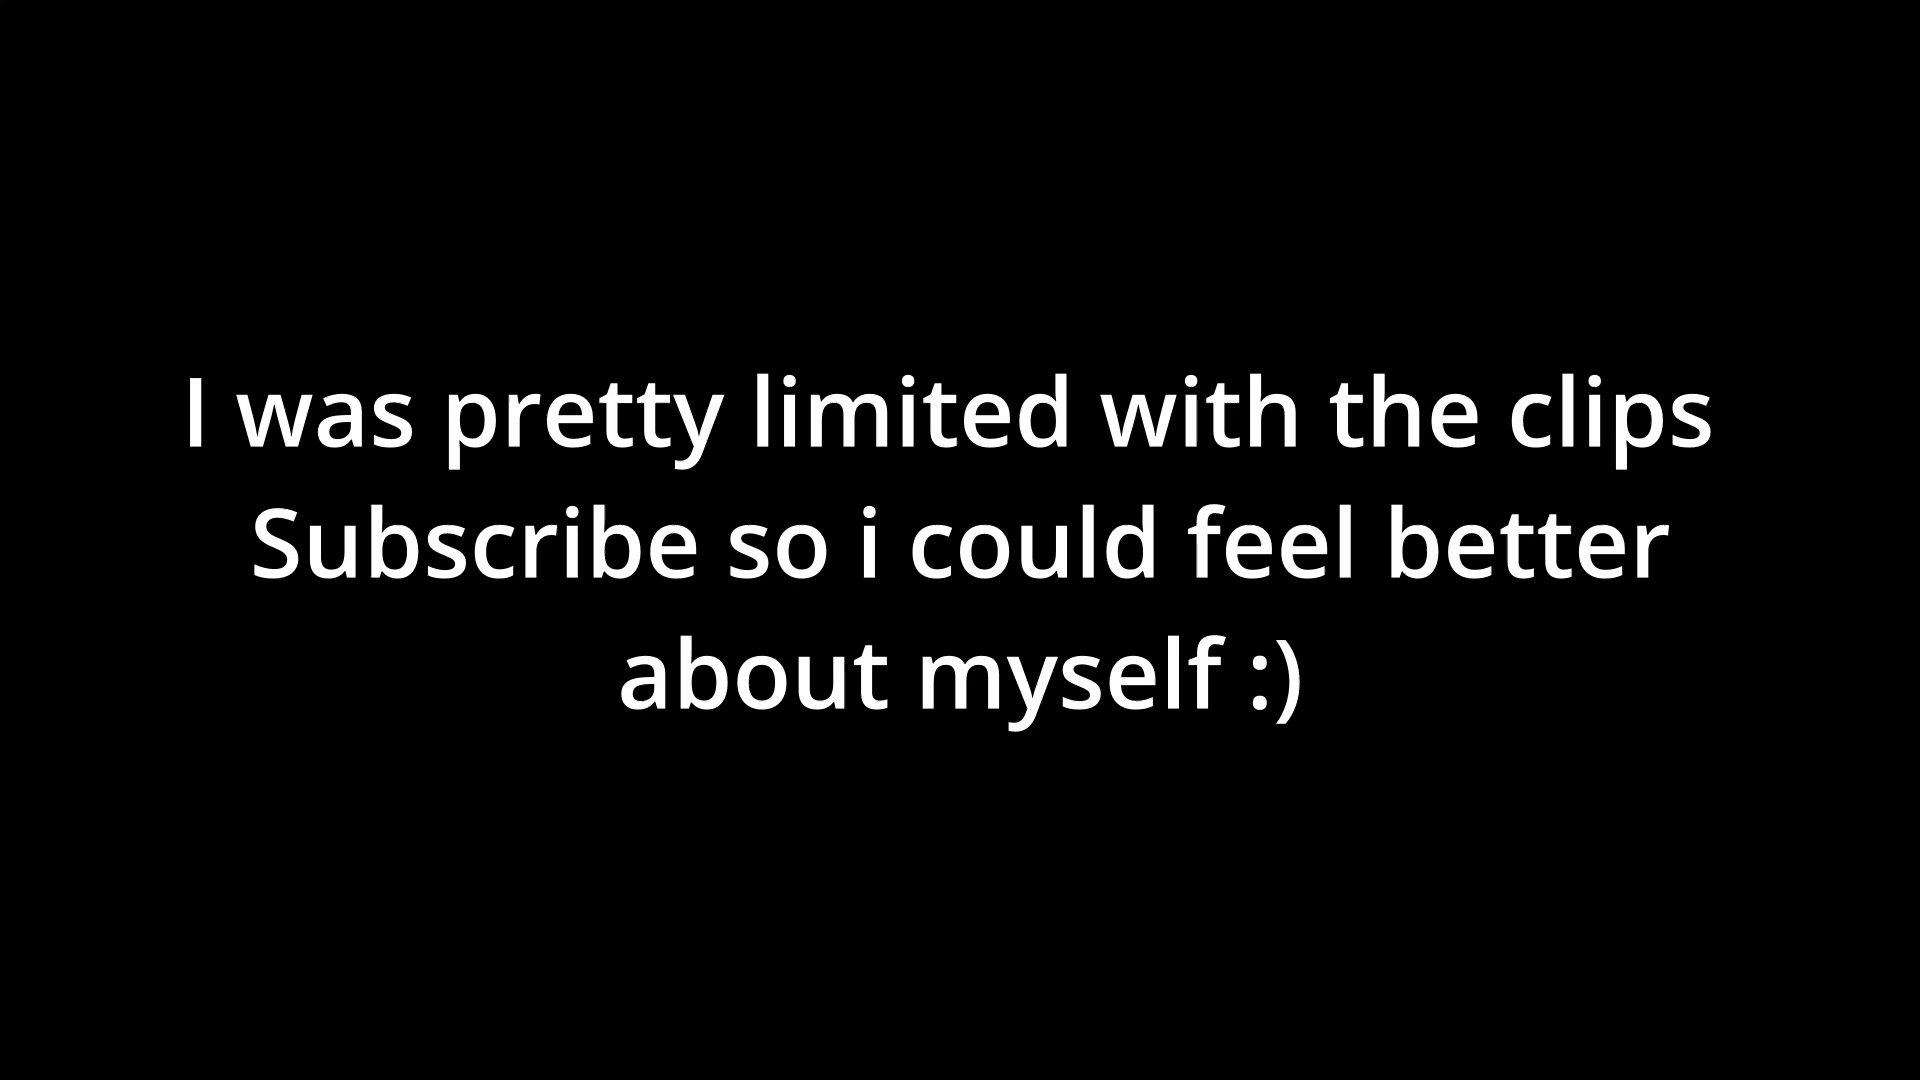 I was pretty limited with the clips
Subscribe so i could feel better
about myself :)